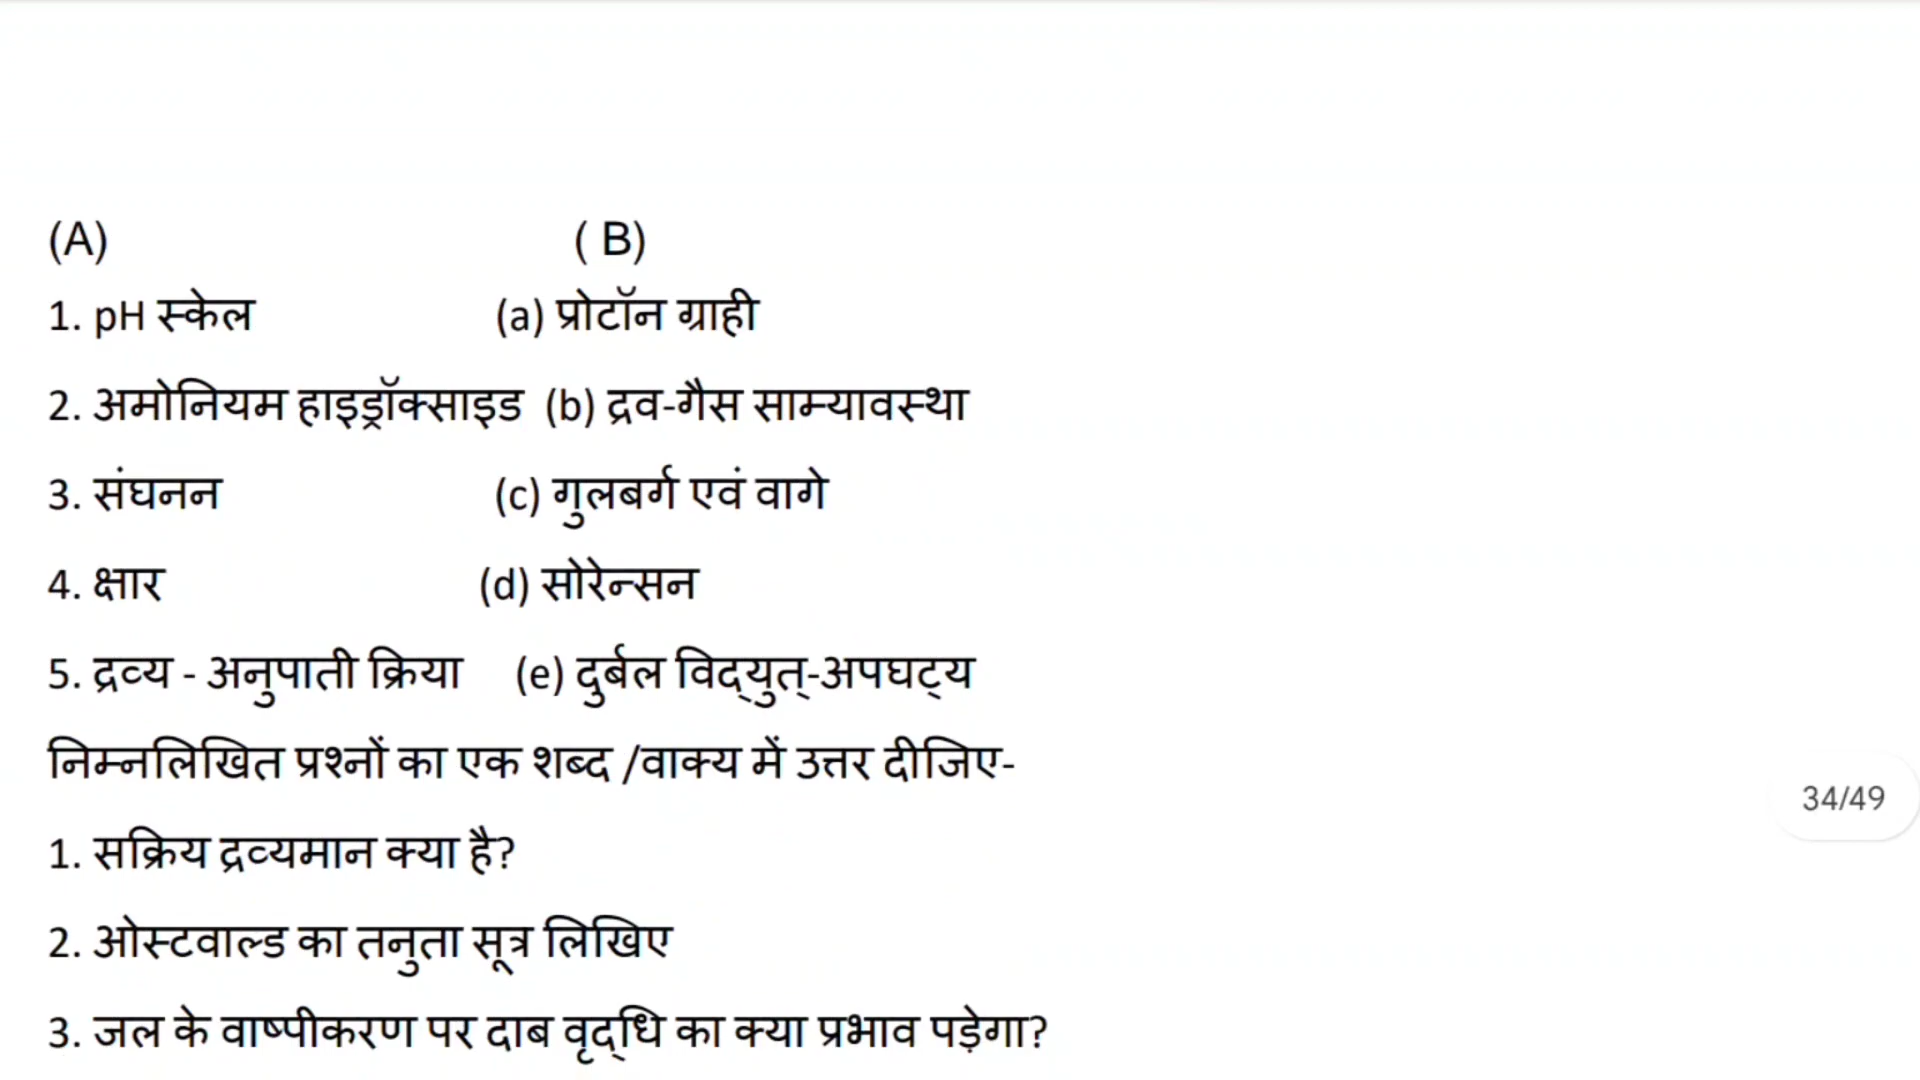 (A) ( B)
1. pH स्केल (a) प्रोटॉन ग्राही
2. अमोनियम हाइड्रॉक्साइड (b) द्रव-गैस साम्यावस्था
3. संघनन (c) गुलबर्ग एवं वागे
4. क्षार (d) सोरेन्सन
5. द्रव्य - अनुपाती क्रिया (e) दुर्बल विद्युत्-अपघट्य
निम्नलिखित प्रश्नों का एक शब्द /वाक्य में उत्तर दीजिए-
34/49
1. सक्रिय द्रव्यमान क्या है?
2. ओस्टवाल्ड का तनुता सूत्र लिखिए
3. जल के वाष्पीकरण पर दाब वृद्धि का क्या प्रभाव पड़ेगा?